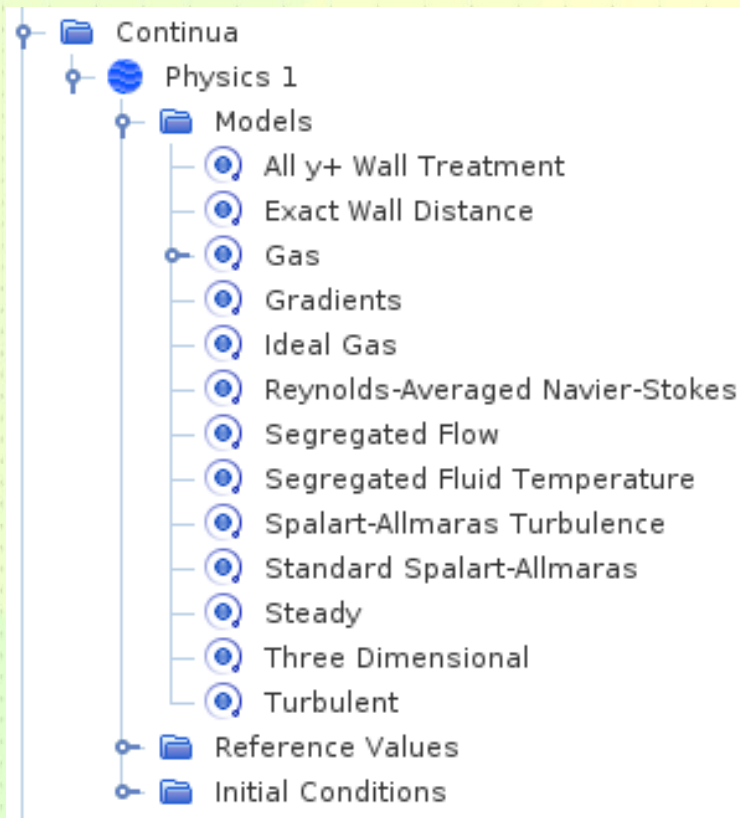 Continua
Physics 1
Models
All y+ Wall Treatment
Exact Wall Distance
Gas
Gradients
Ideal Gas
Reynolds-Averaged Navier-Stokes
Segregated Flow
Segregated Fluid Temperature
Spalart-Allmaras Turbulence
Standard Spalart-Allmaras
Steady
Three Dimensional
Turbulent
Reference Values
Initial Conditions